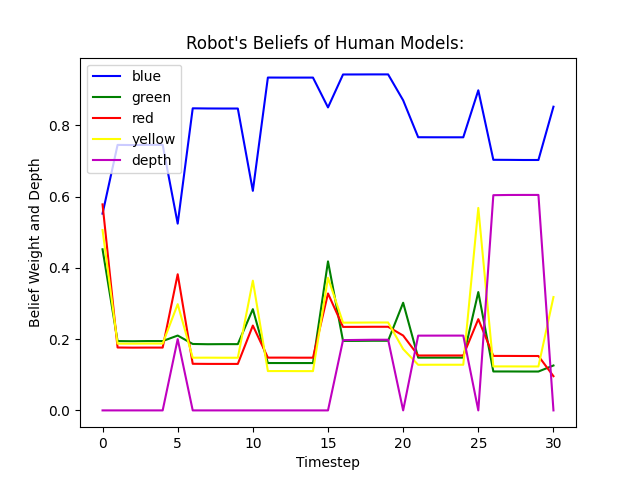 Robot's Beliefs of Human Models:
blue
green
red
yellow
depth
Belief Weight and Depth
0.8
0.6
0.4
0.2
0.0
0 5 10 15 20 25 30
Timestep